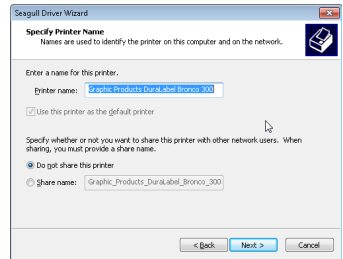 Seagull Driver Wizard
Specify Printer Name
Names are used to identify the printer on this computer and on the network.
Enter a name for this printer.
Printer name: Graphic Products DuraLabel Bronco 300
Use this printer as the default printer
Specify whether or not you want to share this printer with other network users. When
sharing, you must provide a share name.
Do not share this printer
Share name: Graphic_Products_DuraLabel_Bronco_300
< Back Next > Cancel